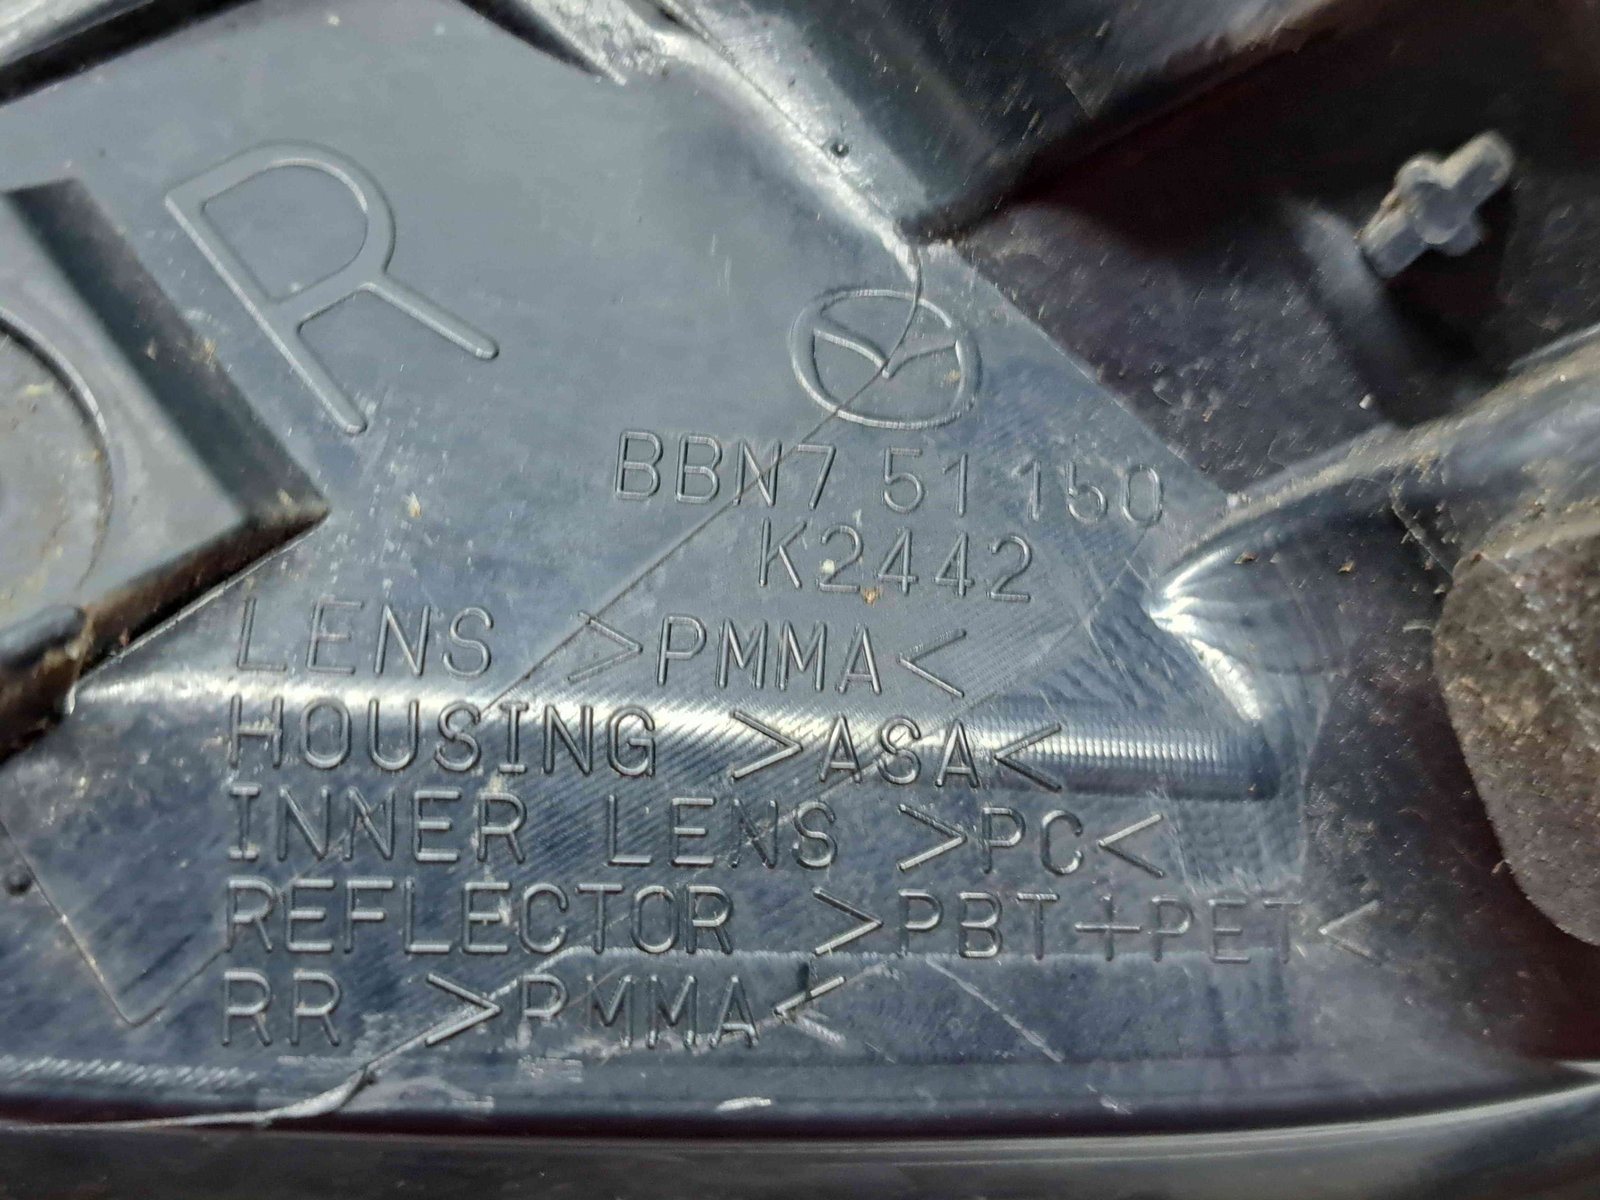 R
BBN7 51 150
K2442
LENS >PMMA<
HOUSING >ASA<
INNER LENS >PC<
REFLECTOR >PBT+PET<
RR >PMMA<